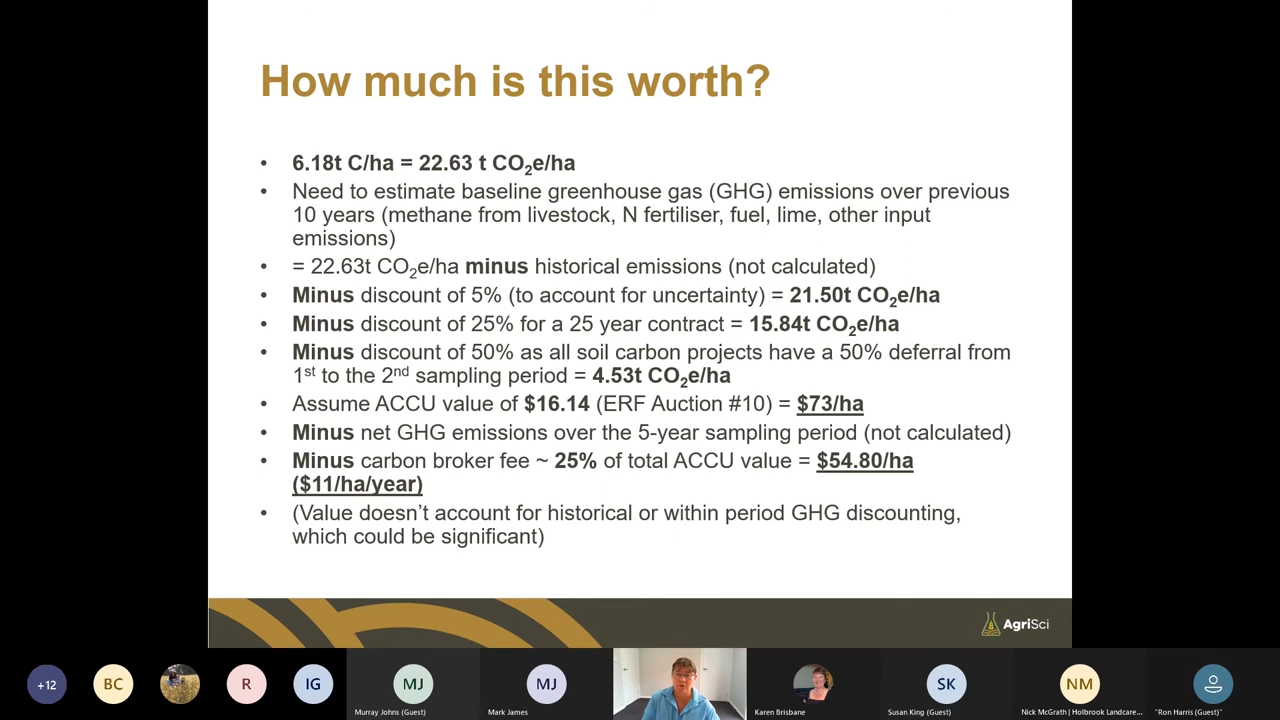 How much is this worth?
• 6.18t C/ha = 22.63 t CO₂e/ha
• Need to estimate baseline greenhouse gas (GHG) emissions over previous
10 years (methane from livestock, N fertiliser, fuel, lime, other input
emissions)
• = 22.63t CO₂e/ha minus historical emissions (not calculated)
• Minus discount of 5% (to account for uncertainty) = 21.50t CO₂e/ha
• Minus discount of 25% for a 25 year contract = 15.84t CO₂e/ha
• Minus discount of 50% as all soil carbon projects have a 50% deferral from
1st to the 2nd sampling period = 4.53t CO₂e/ha
• Assume ACCU value of $16.14 (ERF Auction #10) = $73/ha
• Minus net GHG emissions over the 5-year sampling period (not calculated)
• Minus carbon broker fee ~ 25% of total ACCU value = $54.80/ha
($11/ha/year)
• (Value doesn’t account for historical or within period GHG discounting,
which could be significant)
AgriSci
+12
BC
R
IG
MJ
MJ
SK
NM
Murray Johns (Guest)
Mark James
Karen Brisbane
Susan King (Guest)
Nick McGrath | Holbrook Landcare...
"Ron Harris (Guest)"